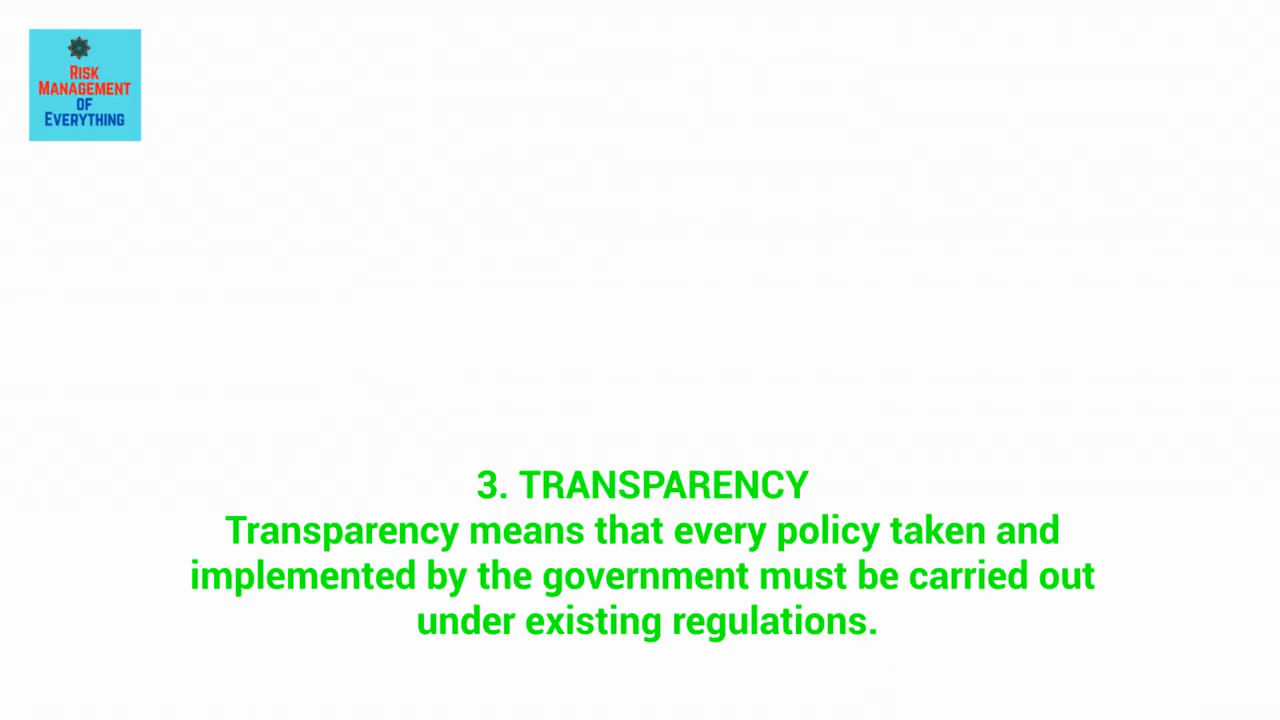 RISK
MANAGEMENT
OF
EVERYTHING
3. TRANSPARENCY
Transparency means that every policy taken and
implemented by the government must be carried out
under existing regulations.